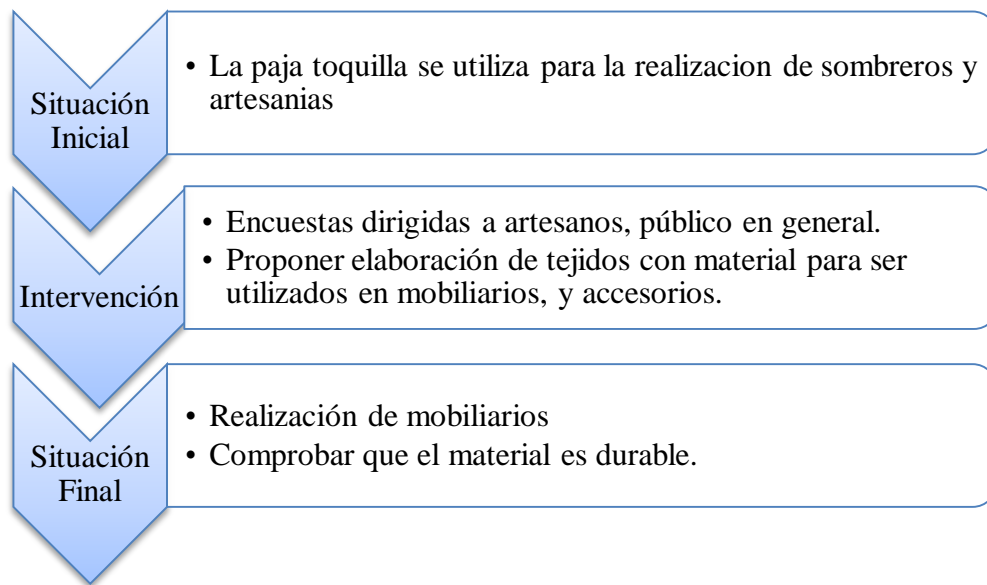 Situación
Inicial
• La paja toquilla se utiliza para la realizacion de sombreros y
artesanias
Intervención
• Encuestas dirigidas a artesanos, público en general.
• Proponer elaboración de tejidos con material para ser
utilizados en mobiliarios, y accesorios.
Situación
Final
• Realización de mobiliarios
• Comprobar que el material es durable.